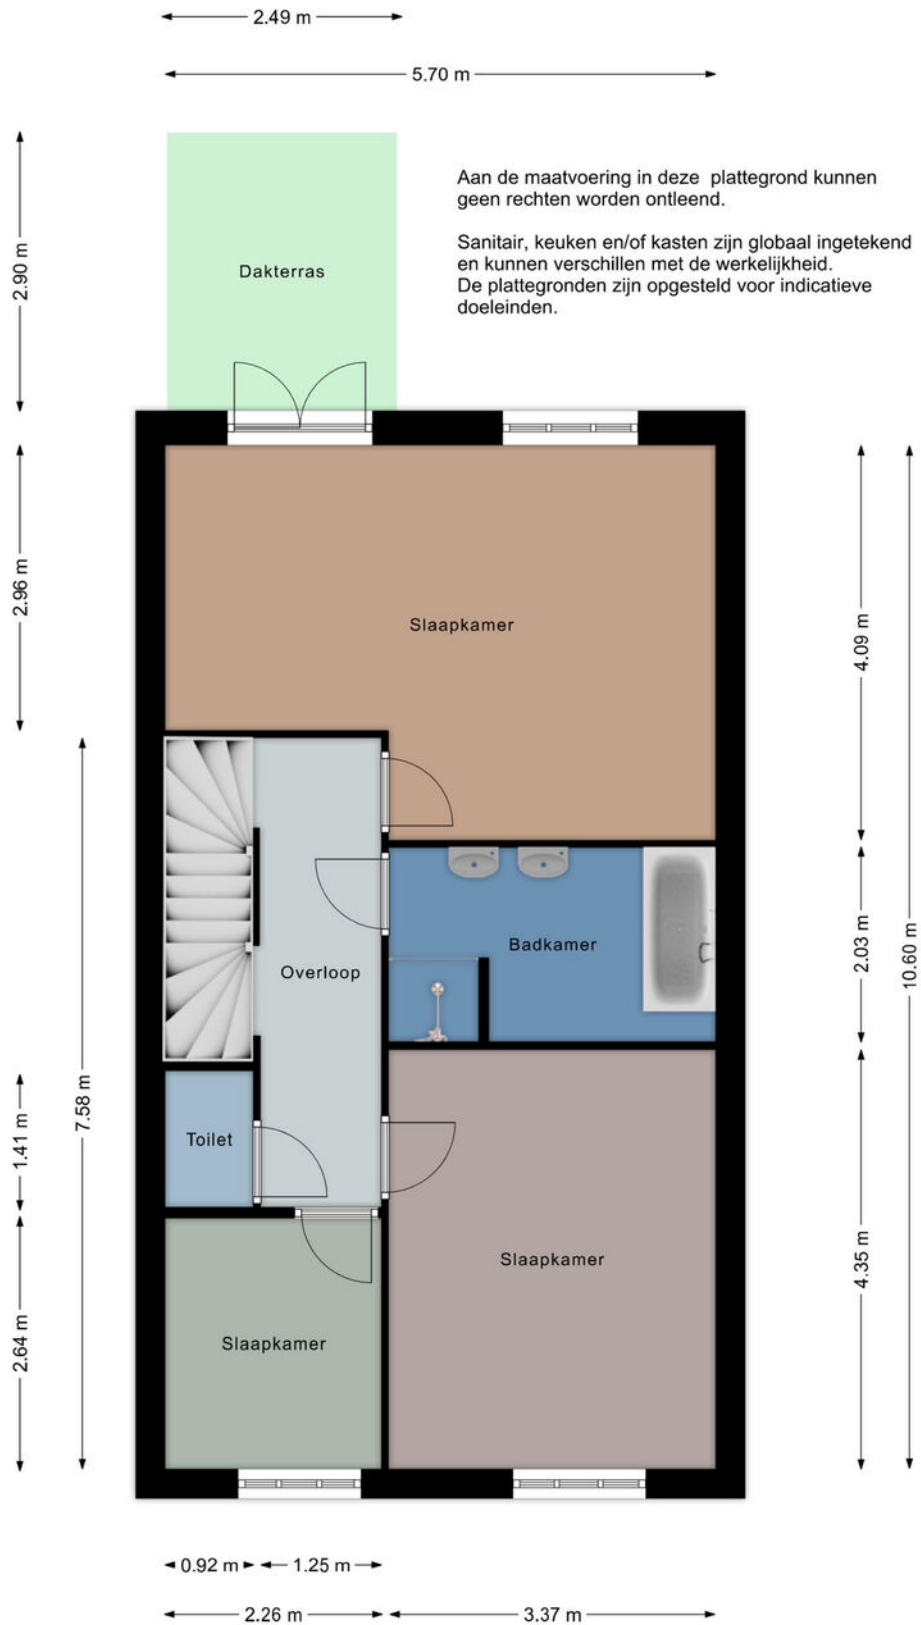 2.49 m
5.70 m
Aan de maatvoering in deze plattegrond kunnen
geen rechten worden ontleend.
Sanitair, keuken en/of kasten zijn globaal ingetekend
en kunnen verschillen met de werkelijkheid.
De plattegronden zijn opgesteld voor indicatieve
doeleinden.
2.90 m
Dakterras
2.96 m
Slaapkamer
4.09 m
Badkamer
2.03 m
10.60 m
Overloop
7.58 m
1.41 m
Toilet
Slaapkamer
4.35 m
Slaapkamer
2.64 m
0.92 m
1.25 m
2.26 m
3.37 m